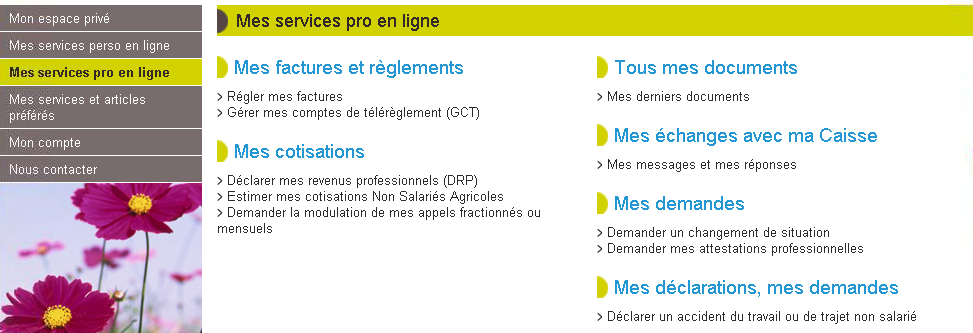 Mon espace privé
Mes services perso en ligne
Mes services pro en ligne
Mes services et articles
préférés
Mon compte
Nous contacter
Mes services pro en ligne
Mes factures et règlements
> Régler mes factures
> Gérer mes comptes de télérèglement (GCT)
Mes cotisations
> Déclarer mes revenus professionnels (DRP)
> Estimer mes cotisations Non Salariés Agricoles
> Demander la modulation de mes appels fractionnés ou
mensuels
Tous mes documents
> Mes derniers documents
Mes échanges avec ma Caisse
> Mes messages et mes réponses
Mes demandes
> Demander un changement de situation
> Demander mes attestations professionnelles
Mes déclarations, mes demandes
> Déclarer un accident du travail ou de trajet non salarié